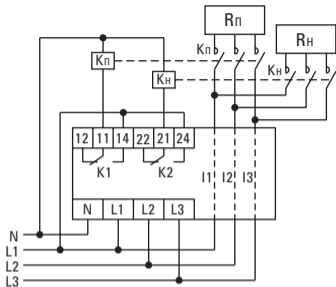 Rп
Rн
Kп
Kп
Kн
Kн
12 11 14 22 21 24
K1 K2
I1 I2 I3
N L1 L2 L3
N
L1
L2
L3